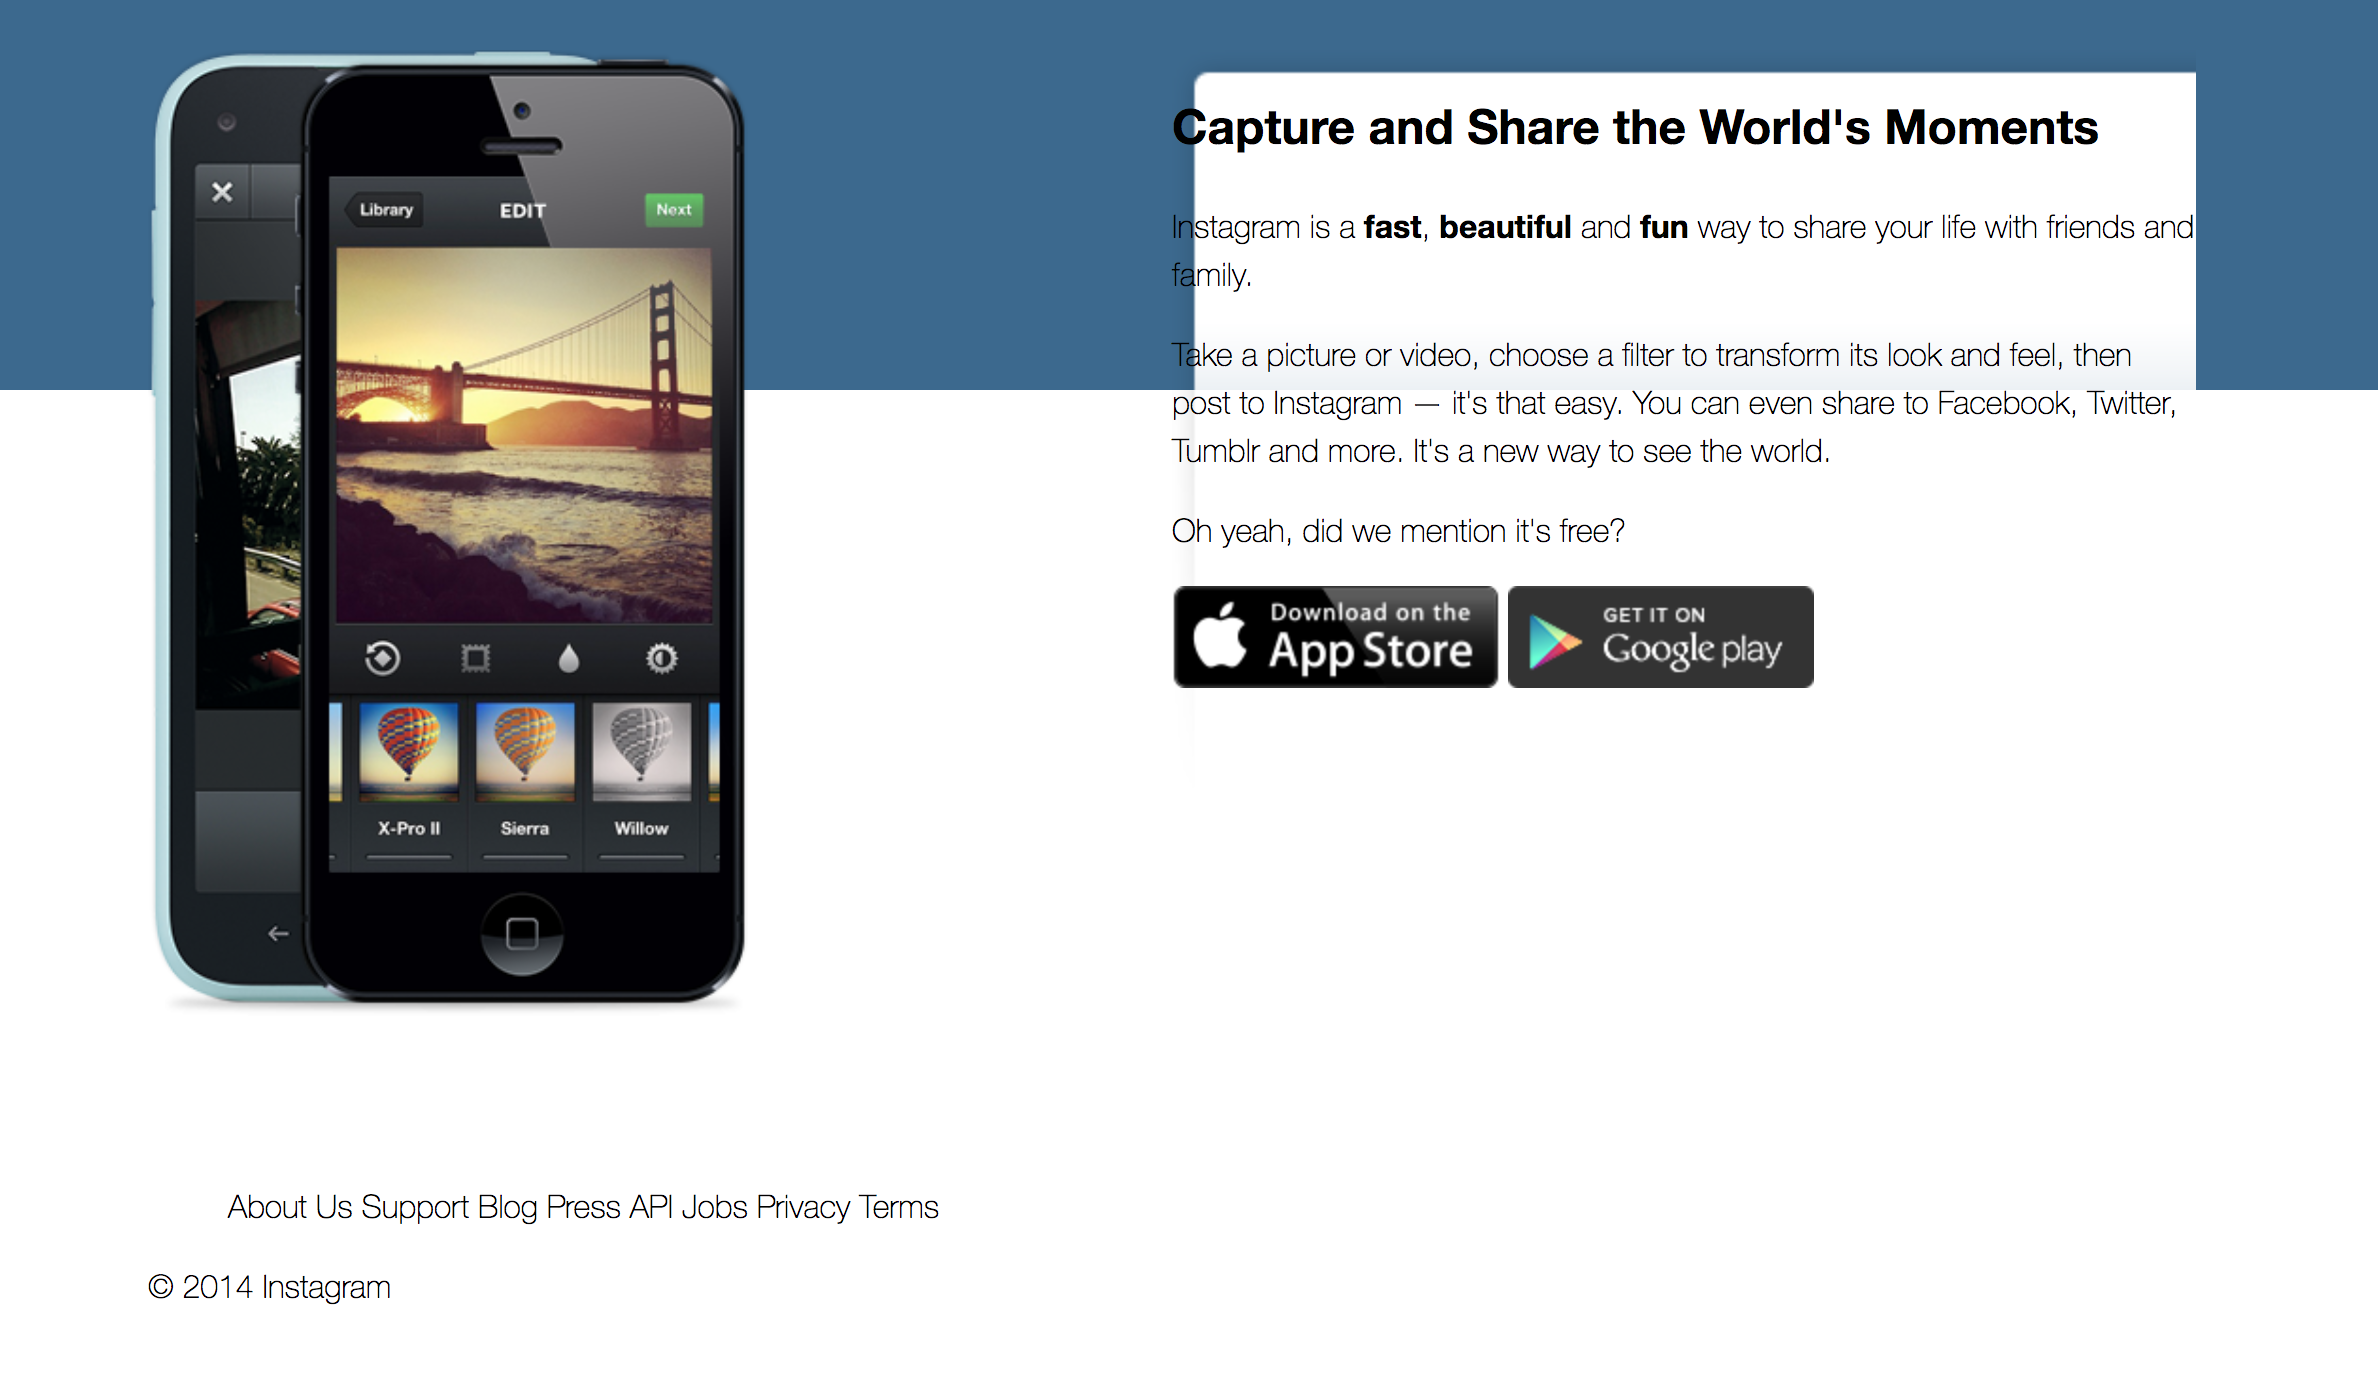 Library
EDIT
Next
X-Pro II
Sierra
Willow
Capture and Share the World's Moments
Instagram is a fast, beautiful and fun way to share your life with friends and
family.
Take a picture or video, choose a filter to transform its look and feel, then
post to Instagram — it's that easy. You can even share to Facebook, Twitter,
Tumblr and more. It's a new way to see the world.
Oh yeah, did we mention it's free?
Download on the
App Store
GET IT ON
Google play
About Us Support Blog Press API Jobs Privacy Terms
© 2014 Instagram